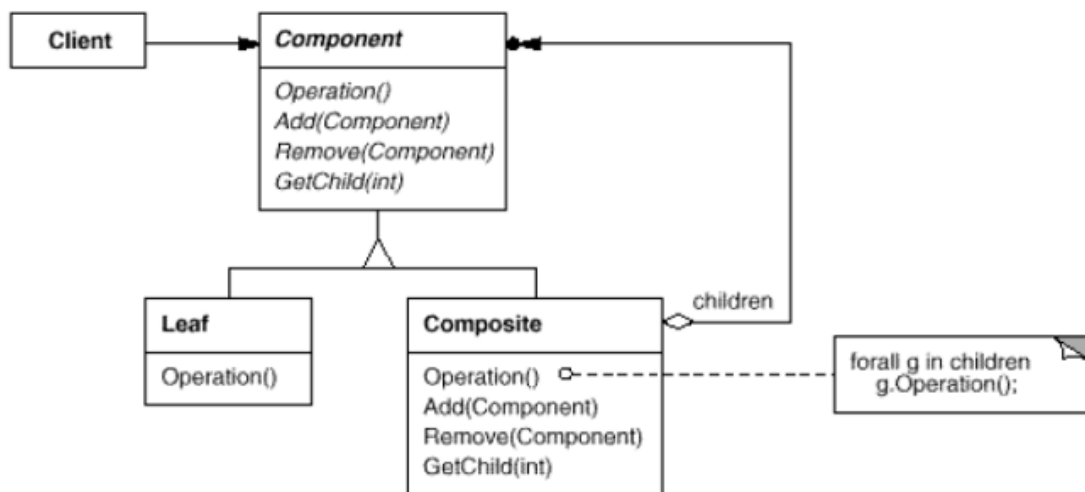 Client
Component
Operation()
Add(Component)
Remove(Component)
GetChild(int)
children
Leaf
Operation()
Composite
Operation()
Add(Component)
Remove(Component)
GetChild(int)
forall g in children
g.Operation();